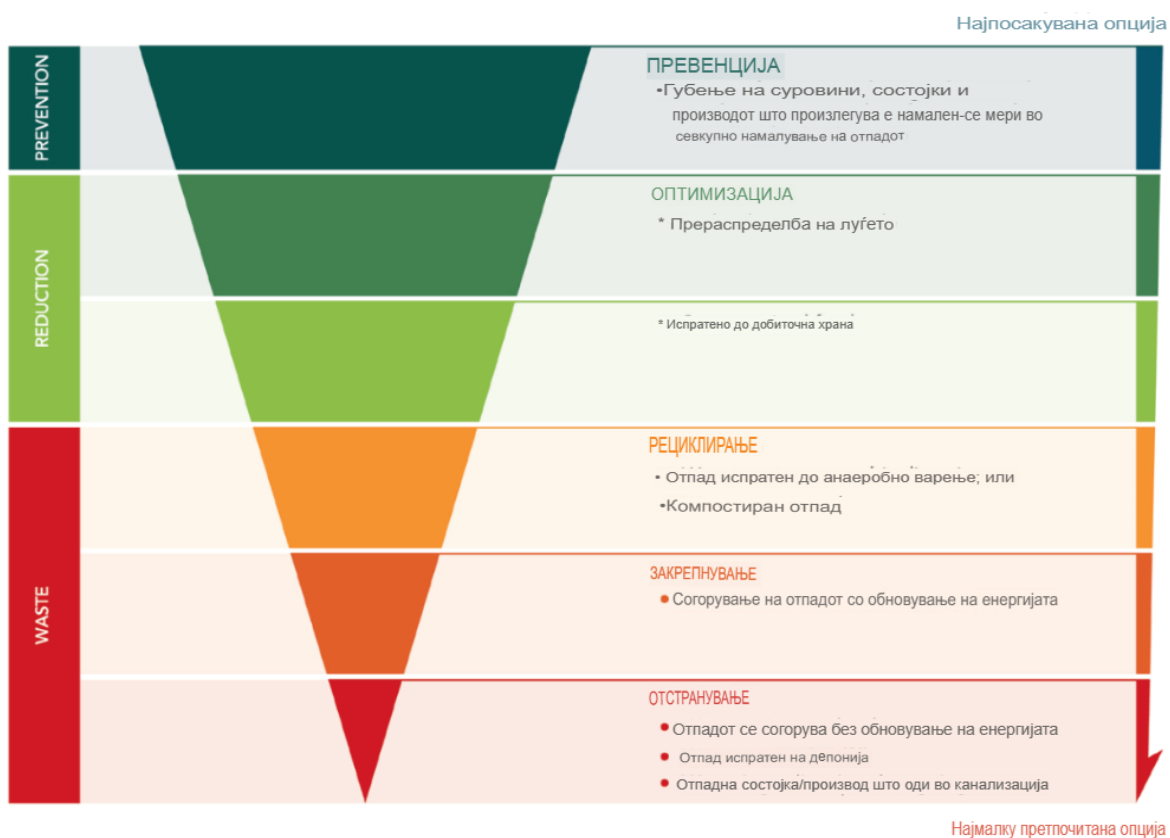 Најпосакувана опција
PREVENTION
ПРЕВЕНЦИЈА
•Губење на суровини, состојки и
производот што произлегува е намален-се мери во
севкупно намалување на отпадот
REDUCTION
ОПТИМИЗАЦИЈА
* Прераспределба на луѓето
* Испратено до добиточна храна
WASTE
РЕЦИКЛИРАЊЕ
• Отпад испратен до анаеробно варење; или
•Компостиран отпад
ЗАКРЕПНУВАЊЕ
• Согорување на отпадот со обновување на енергијата
ОТСТРАНУВАЊЕ
• Отпадот се согорува без обновување на енергијата
• Отпад испратен на депонија
• Отпадна состојка/производ што оди во канализација
Најмалку претпочитана опција